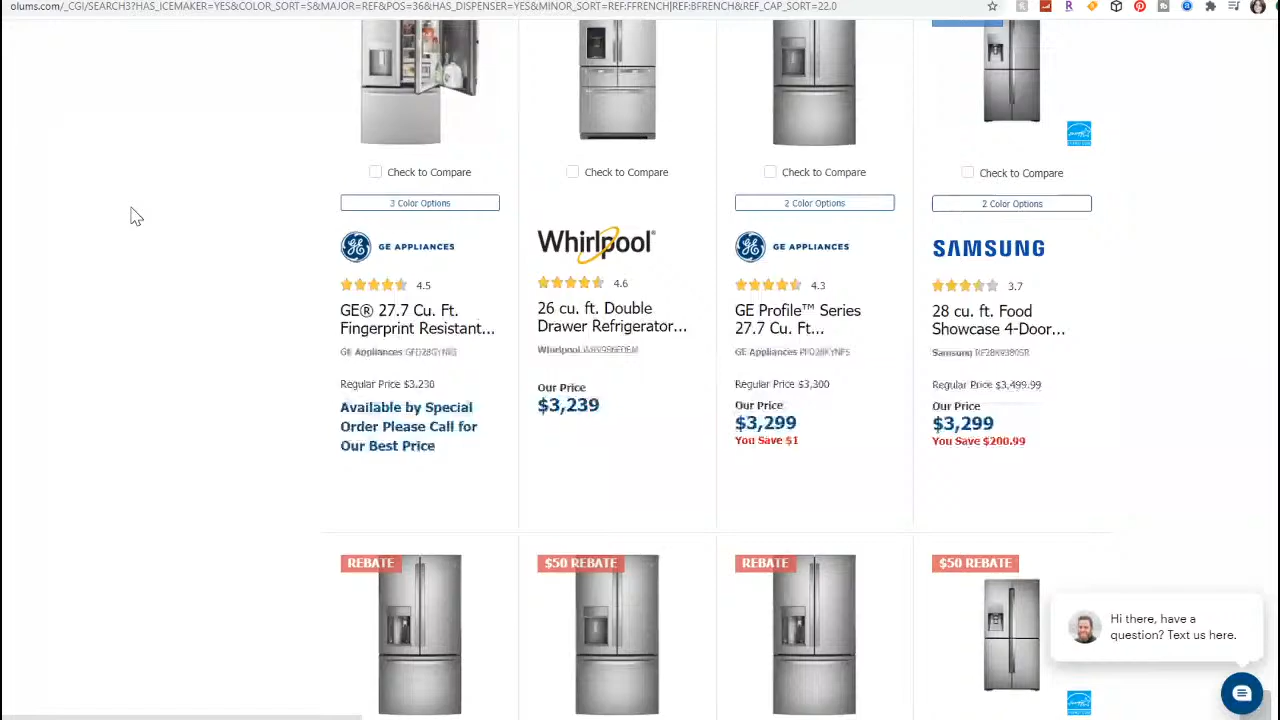 olums.com/_CGI/SEARCH3?HAS_ICEMAKER=YES&COLOR_SORT=S&MAJOR=REF&POS=36&HAS_DISPENSER=YES&MINOR_SORT=REF:FFRENCH|REF:BFRENCH&REF_CAP_SORT=22.0
Check to Compare
Check to Compare
Check to Compare
Check to Compare
3 Color Options
2 Color Options
2 Color Options
GE APPLIANCES
Whirlpool
GE APPLIANCES
SAMSUNG
4.5
4.6
4.3
3.7
GE® 27.7 Cu. Ft.
Fingerprint Resistant...
26 cu. ft. Double
Drawer Refrigerator...
GE Profile™ Series
27.7 Cu. Ft...
28 cu. ft. Food
Showcase 4-Door...
GE Appliances
Whirlpool
GE Appliances
Samsung
Regular Price $3,230
Available by Special
Order Please Call for
Our Best Price
Our Price
$3,239
Regular Price $3,300
Our Price
$3,299
You Save $1
Regular Price $3,499.99
Our Price
$3,299
You Save $200.99
REBATE
$50 REBATE
REBATE
$50 REBATE
Hi there, have a
question? Text us here.